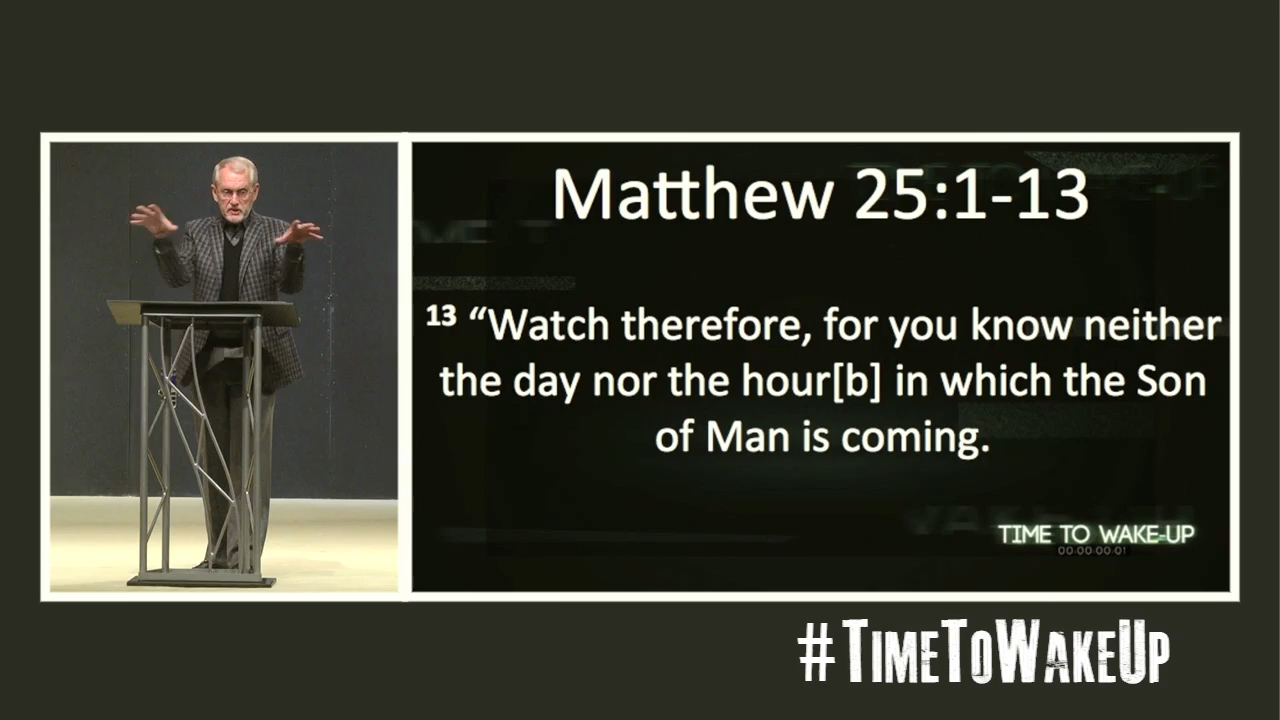 Matthew 25:1-13
13 “Watch therefore, for you know neither
the day nor the hour[b] in which the Son
of Man is coming.
TIME TO WAKE-UP
00:00:00:01
#TIMETOWAKEUP